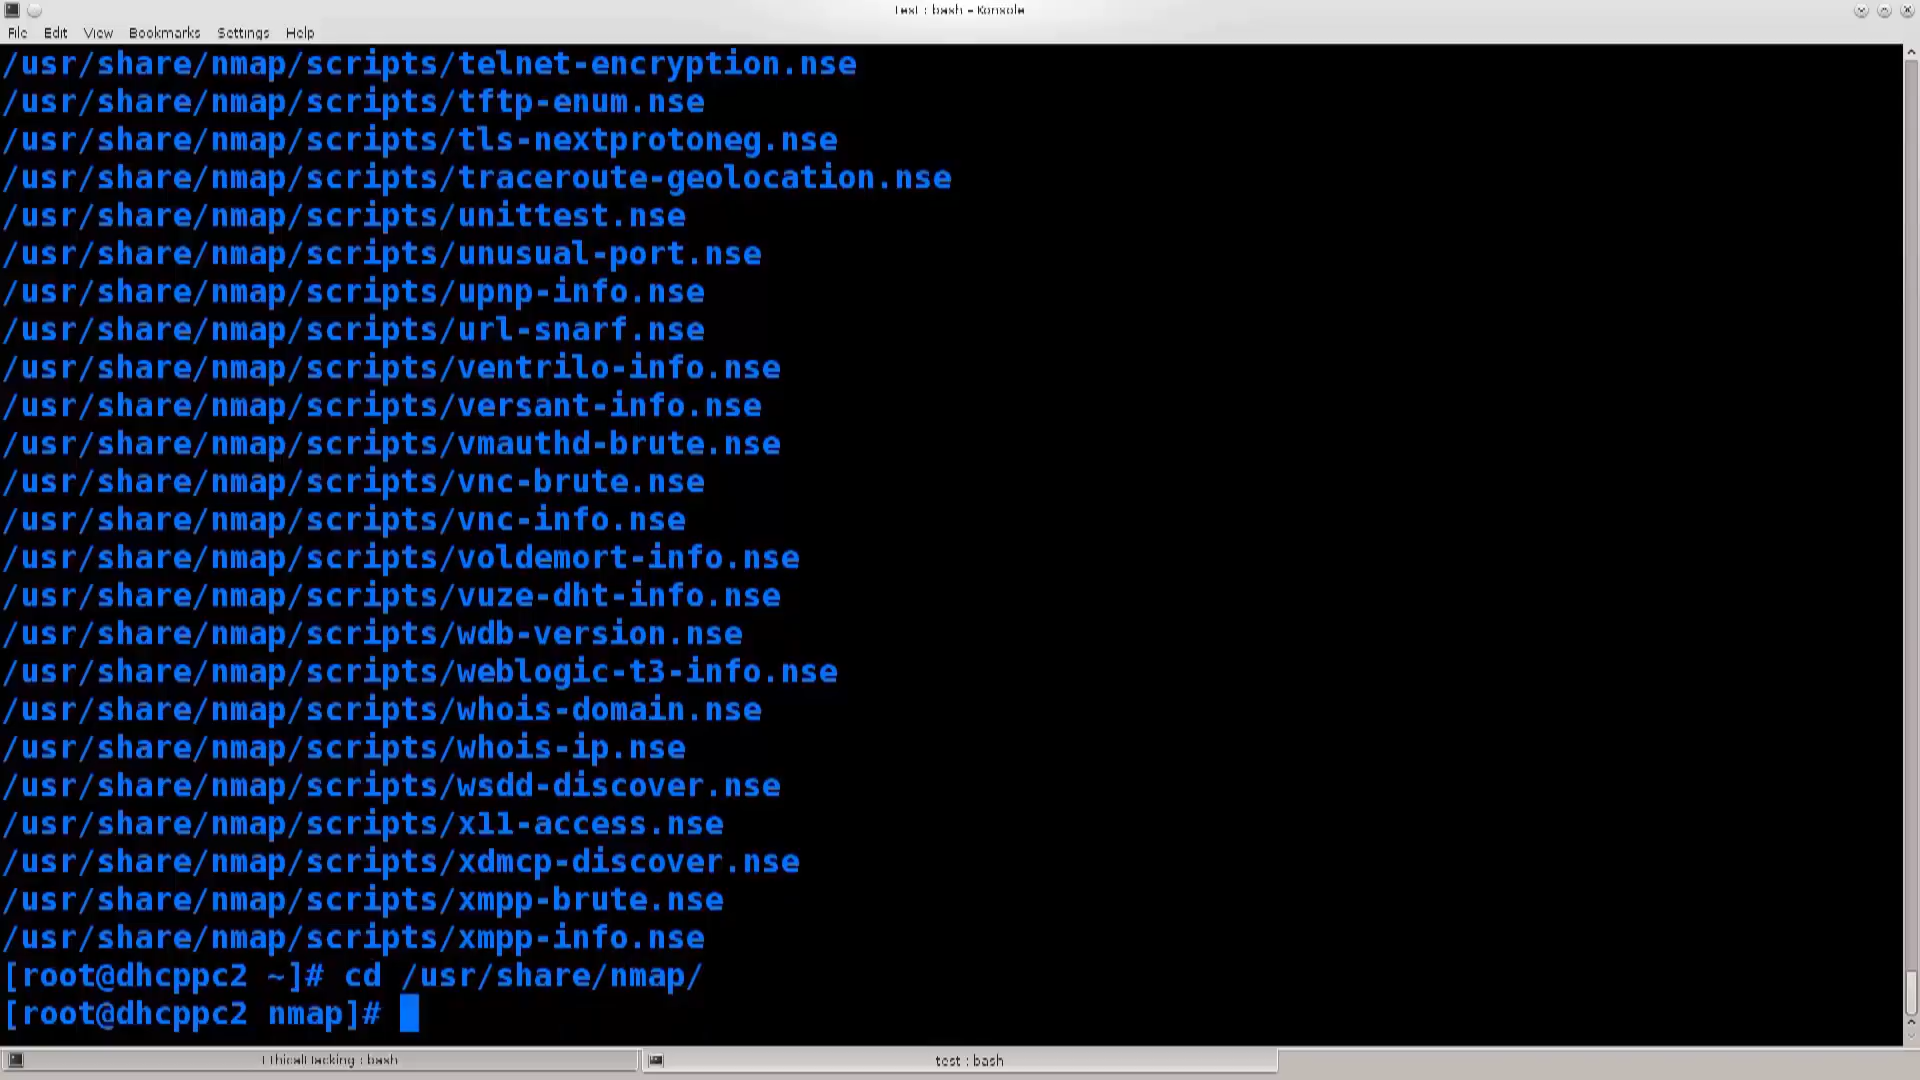 Test : bash – Konsole
File Edit View Bookmarks Settings Help
/usr/share/nmap/scripts/telnet-encryption.nse
/usr/share/nmap/scripts/tftp-enum.nse
/usr/share/nmap/scripts/tls-nextprotoneg.nse
/usr/share/nmap/scripts/traceroute-geolocation.nse
/usr/share/nmap/scripts/unittest.nse
/usr/share/nmap/scripts/unusual-port.nse
/usr/share/nmap/scripts/upnp-info.nse
/usr/share/nmap/scripts/url-snarf.nse
/usr/share/nmap/scripts/ventrilo-info.nse
/usr/share/nmap/scripts/versant-info.nse
/usr/share/nmap/scripts/vmauthd-brute.nse
/usr/share/nmap/scripts/vnc-brute.nse
/usr/share/nmap/scripts/vnc-info.nse
/usr/share/nmap/scripts/voldemort-info.nse
/usr/share/nmap/scripts/vuze-dht-info.nse
/usr/share/nmap/scripts/wdb-version.nse
/usr/share/nmap/scripts/weblogic-t3-info.nse
/usr/share/nmap/scripts/whois-domain.nse
/usr/share/nmap/scripts/whois-ip.nse
/usr/share/nmap/scripts/wsdd-discover.nse
/usr/share/nmap/scripts/x11-access.nse
/usr/share/nmap/scripts/xdmcp-discover.nse
/usr/share/nmap/scripts/xmpp-brute.nse
/usr/share/nmap/scripts/xmpp-info.nse
[root@dhcppc2 ~]# cd /usr/share/nmap/
[root@dhcppc2 nmap]#
EthicalHacking : bash
test : bash